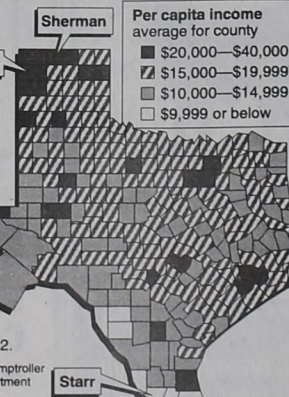 Sherman
Per capita income
average for county
$20,000—$40,000
$15,000—$19,999
$10,000—$14,999
$9,999 or below
2.
mptroller
tment
Starr